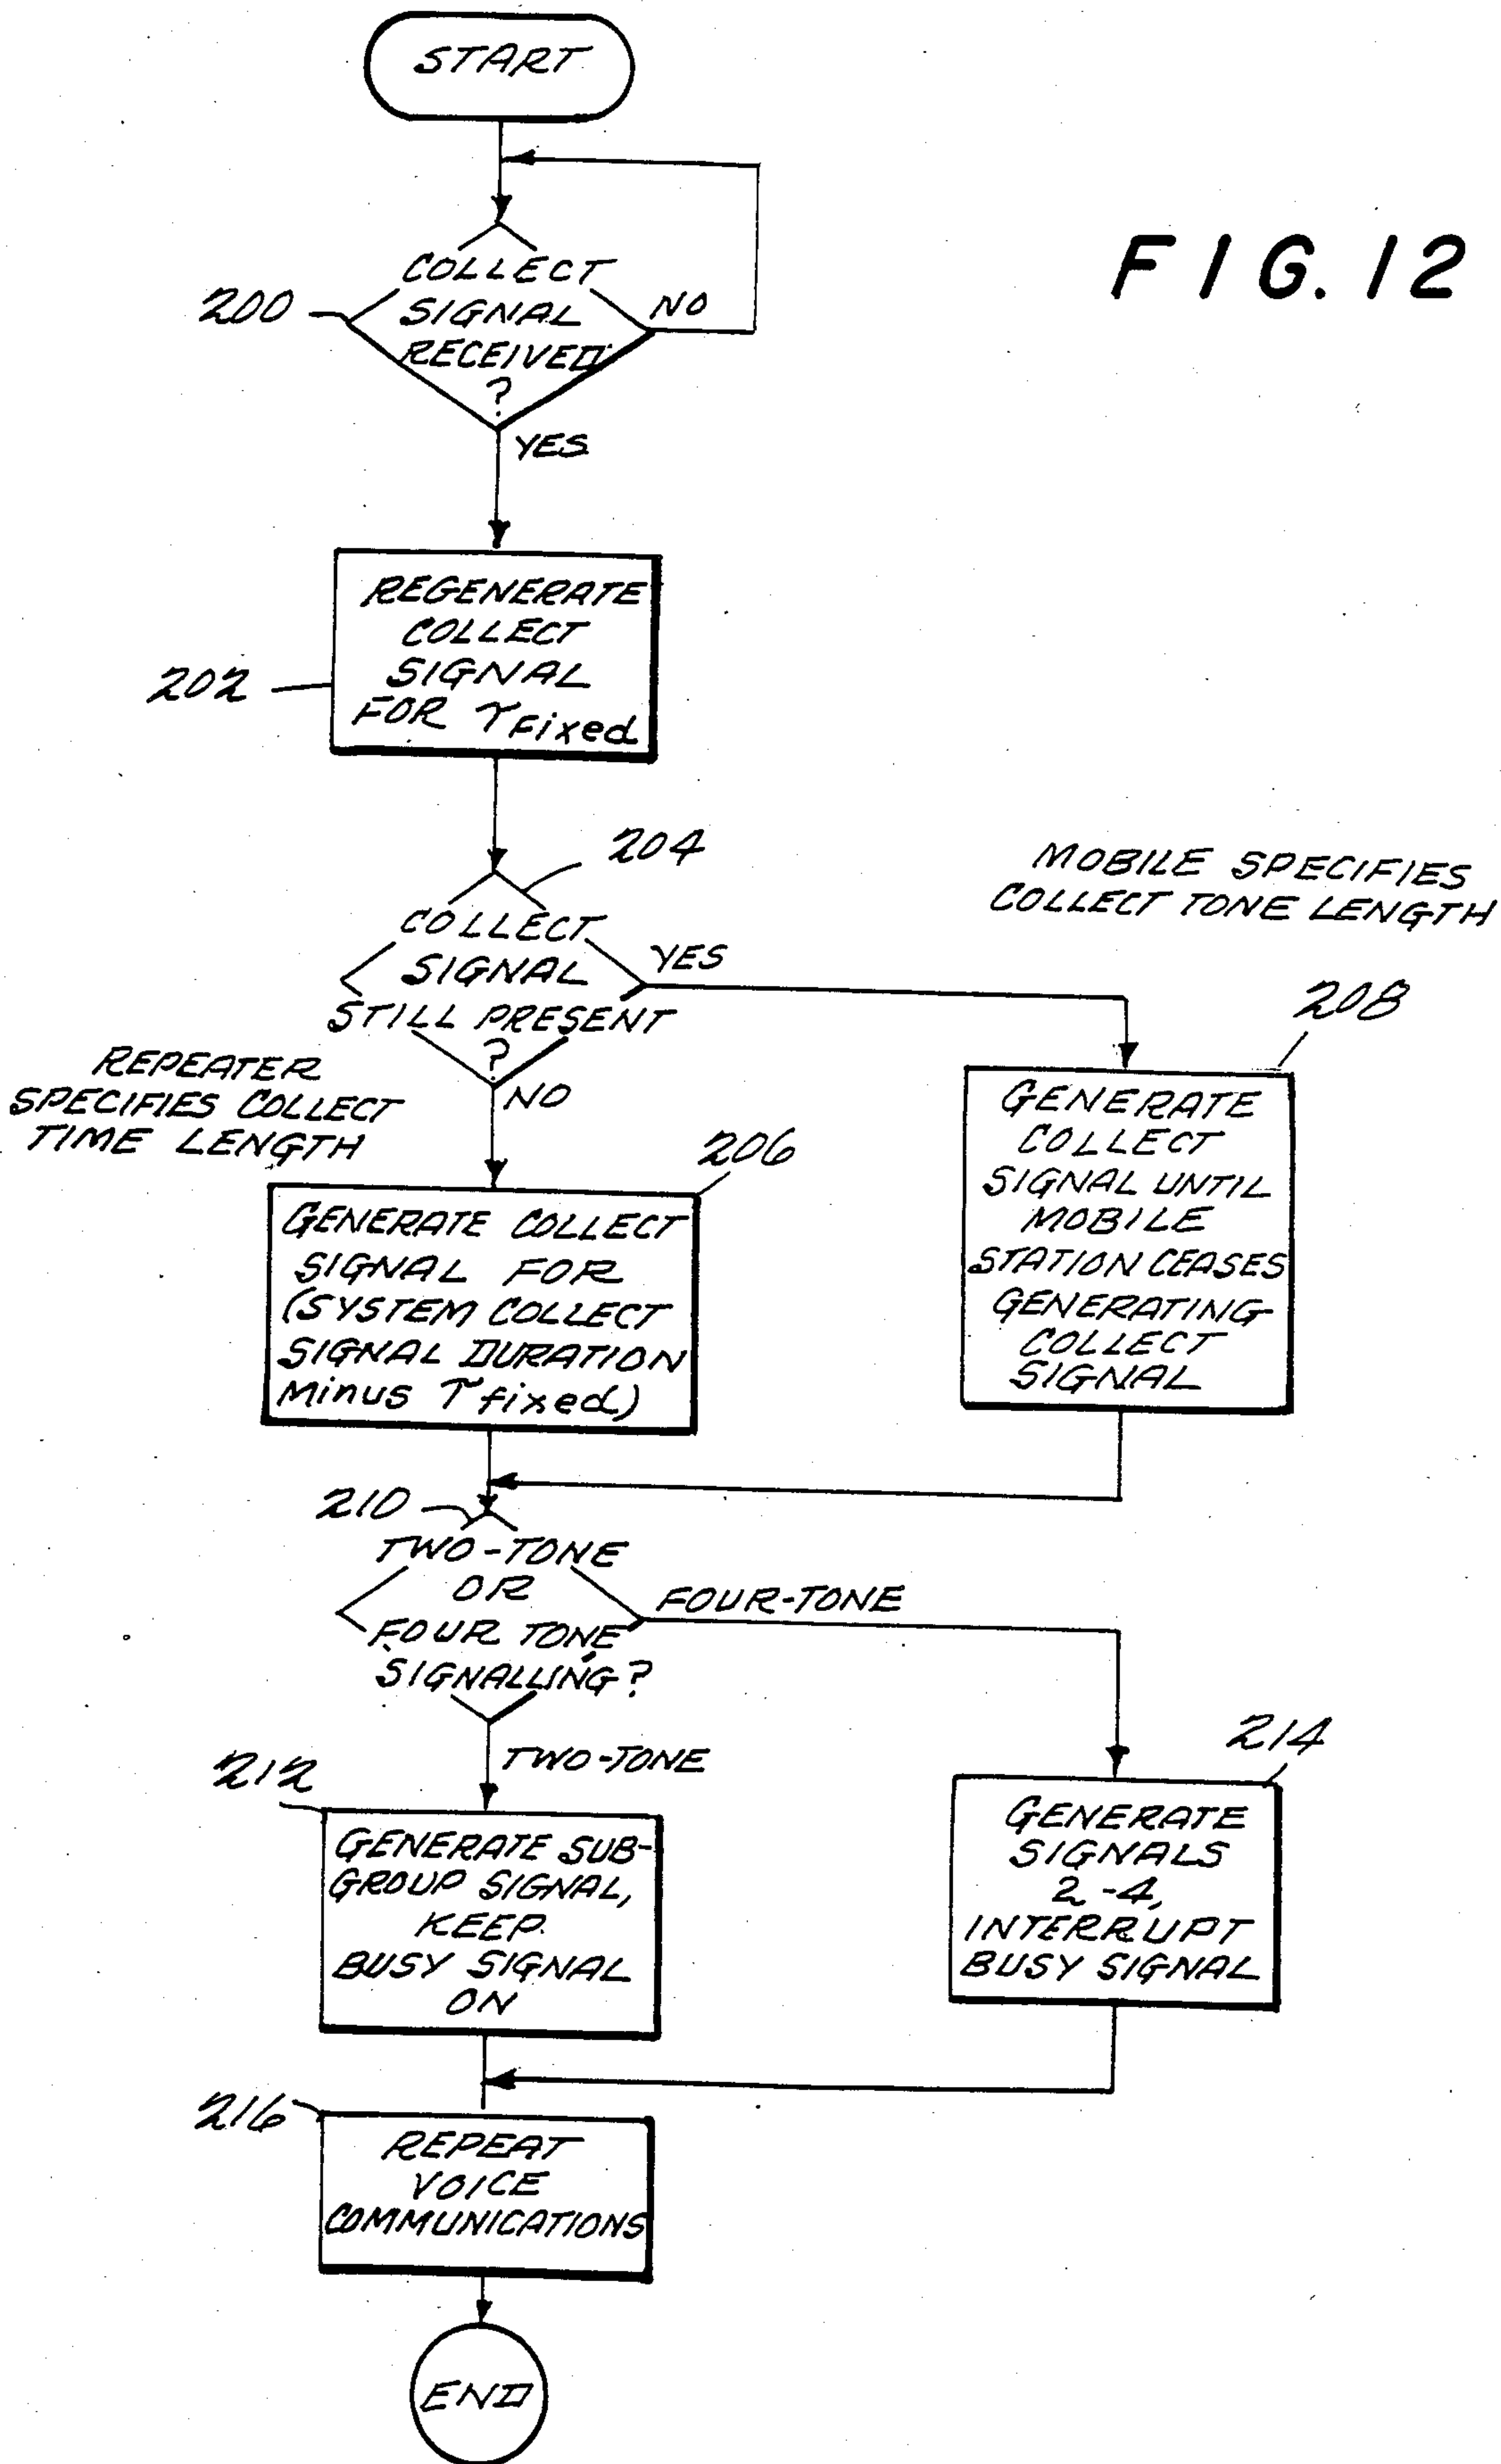 START
FIG. 12
COLLECT
SIGNAL
RECEIVED
?
200
NO
YES
REGENERATE
COLLECT
SIGNAL
FOR TFixed
202
204
COLLECT
SIGNAL
STILL PRESENT
?
YES
NO
MOBILE SPECIFIES
COLLECT TONE LENGTH
REPEATER
SPECIFIES COLLECT
TIME LENGTH
208
GENERATE
COLLECT
SIGNAL UNTIL
MOBILE
STATION CEASES
GENERATING
COLLECT
SIGNAL
206
GENERATE COLLECT
SIGNAL FOR
(SYSTEM COLLECT
SIGNAL DURATION
Minus Tfixed)
210
TWO-TONE
OR
FOUR TONE
SIGNALLING?
FOUR-TONE
TWO-TONE
212
GENERATE SUB-
GROUP SIGNAL,
KEEP
BUSY SIGNAL
ON
214
GENERATE
SIGNALS
2-4,
INTERRUPT
BUSY SIGNAL
216
REPEAT
VOICE
COMMUNICATIONS
END